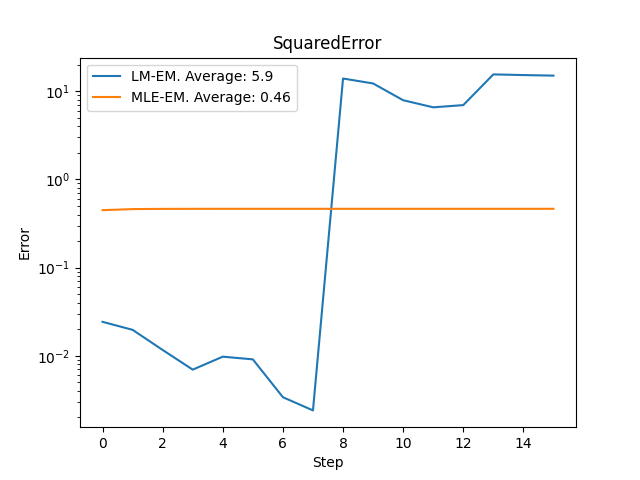 SquaredError
LM-EM. Average: 5.9
MLE-EM. Average: 0.46
10¹
10⁰
10⁻¹
10⁻²
Error
0 2 4 6 8 10 12 14
Step